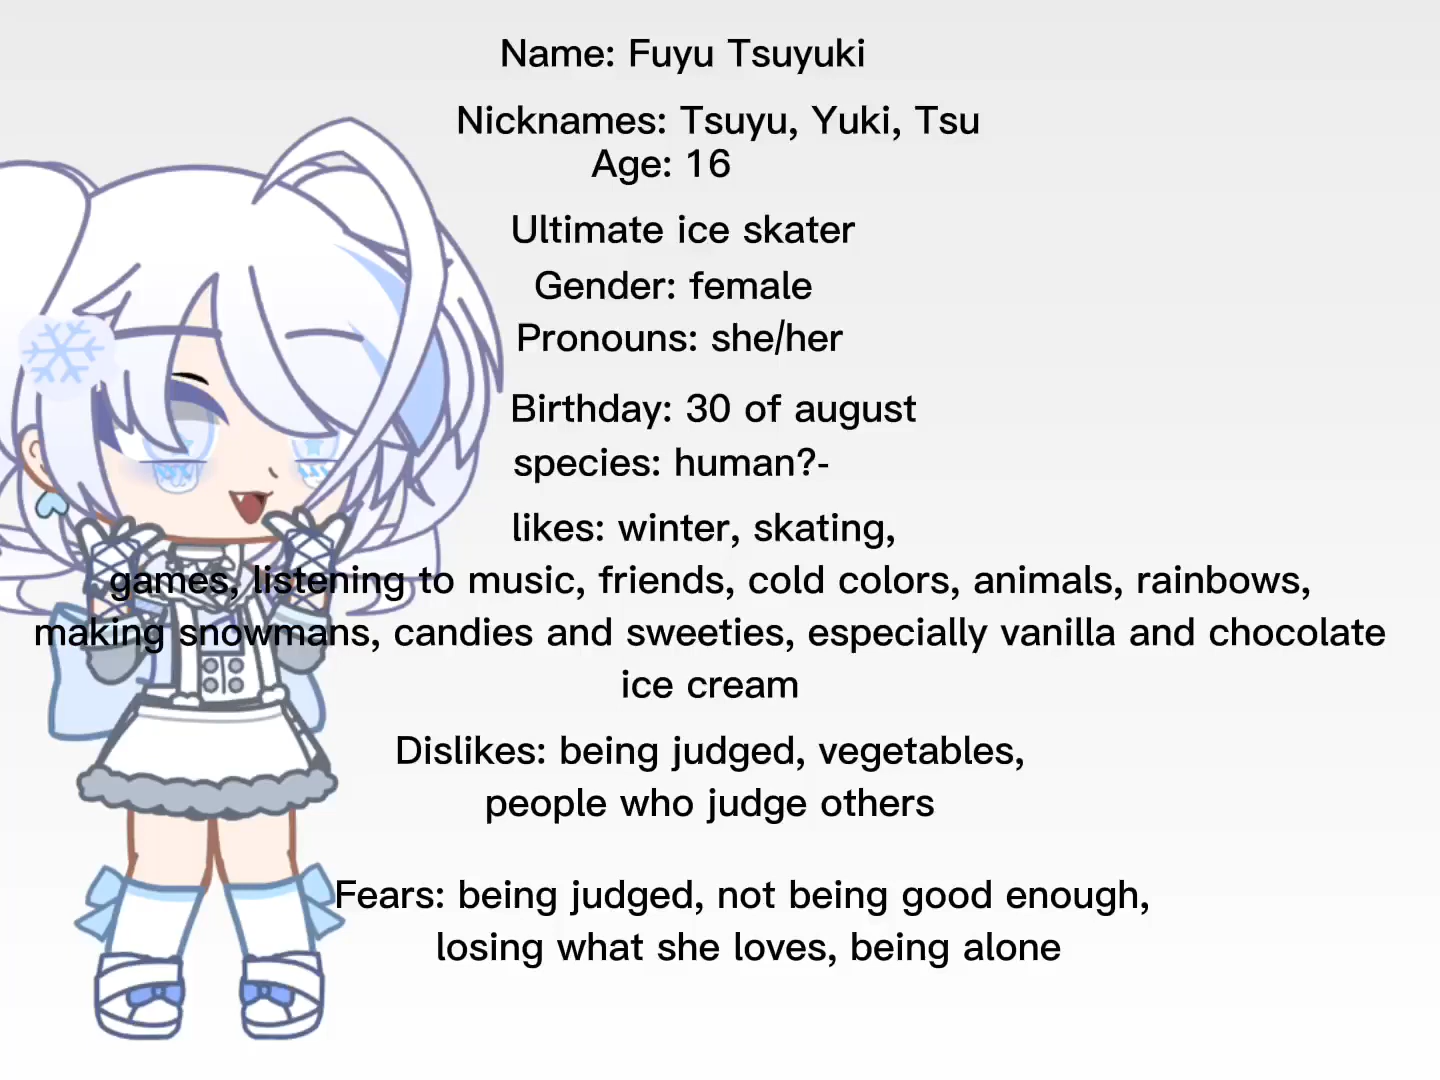 Name: Fuyu Tsuyuki
Nicknames: Tsuyu, Yuki, Tsu
Age: 16
Ultimate ice skater
Gender: female
Pronouns: she/her
Birthday: 30 of august
species: human?-
likes: winter, skating,
games, listening to music, friends, cold colors, animals, rainbows,
making snowmans, candies and sweeties, especially vanilla and chocolate
ice cream
Dislikes: being judged, vegetables,
people who judge others
Fears: being judged, not being good enough,
losing what she loves, being alone